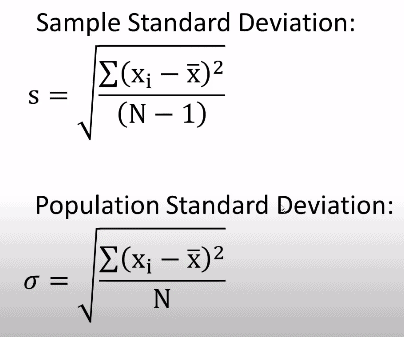 Sample Standard Deviation:
s = √(Σ(xᵢ − x̄)² / (N − 1))
Population Standard Deviation:
σ = √(Σ(xᵢ − x̄)² / N)